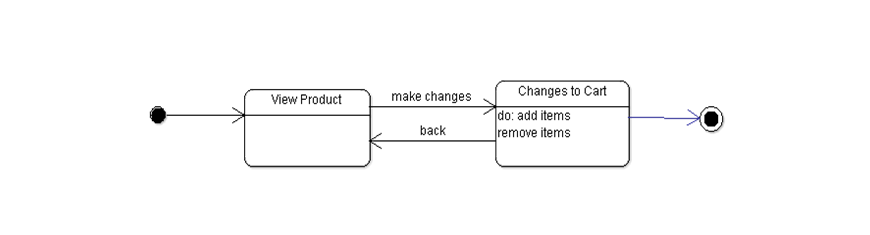 View Product
make changes
back
Changes to Cart
do: add items
remove items